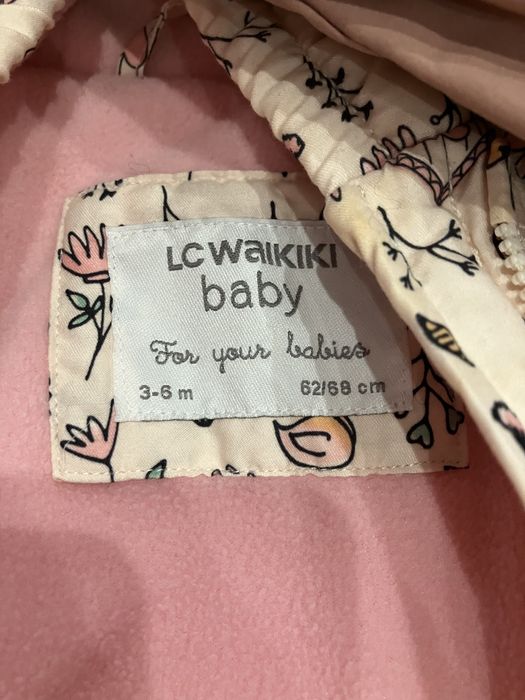 LC WAIKIKI
baby
For your babies
3-6 m 62/68 cm